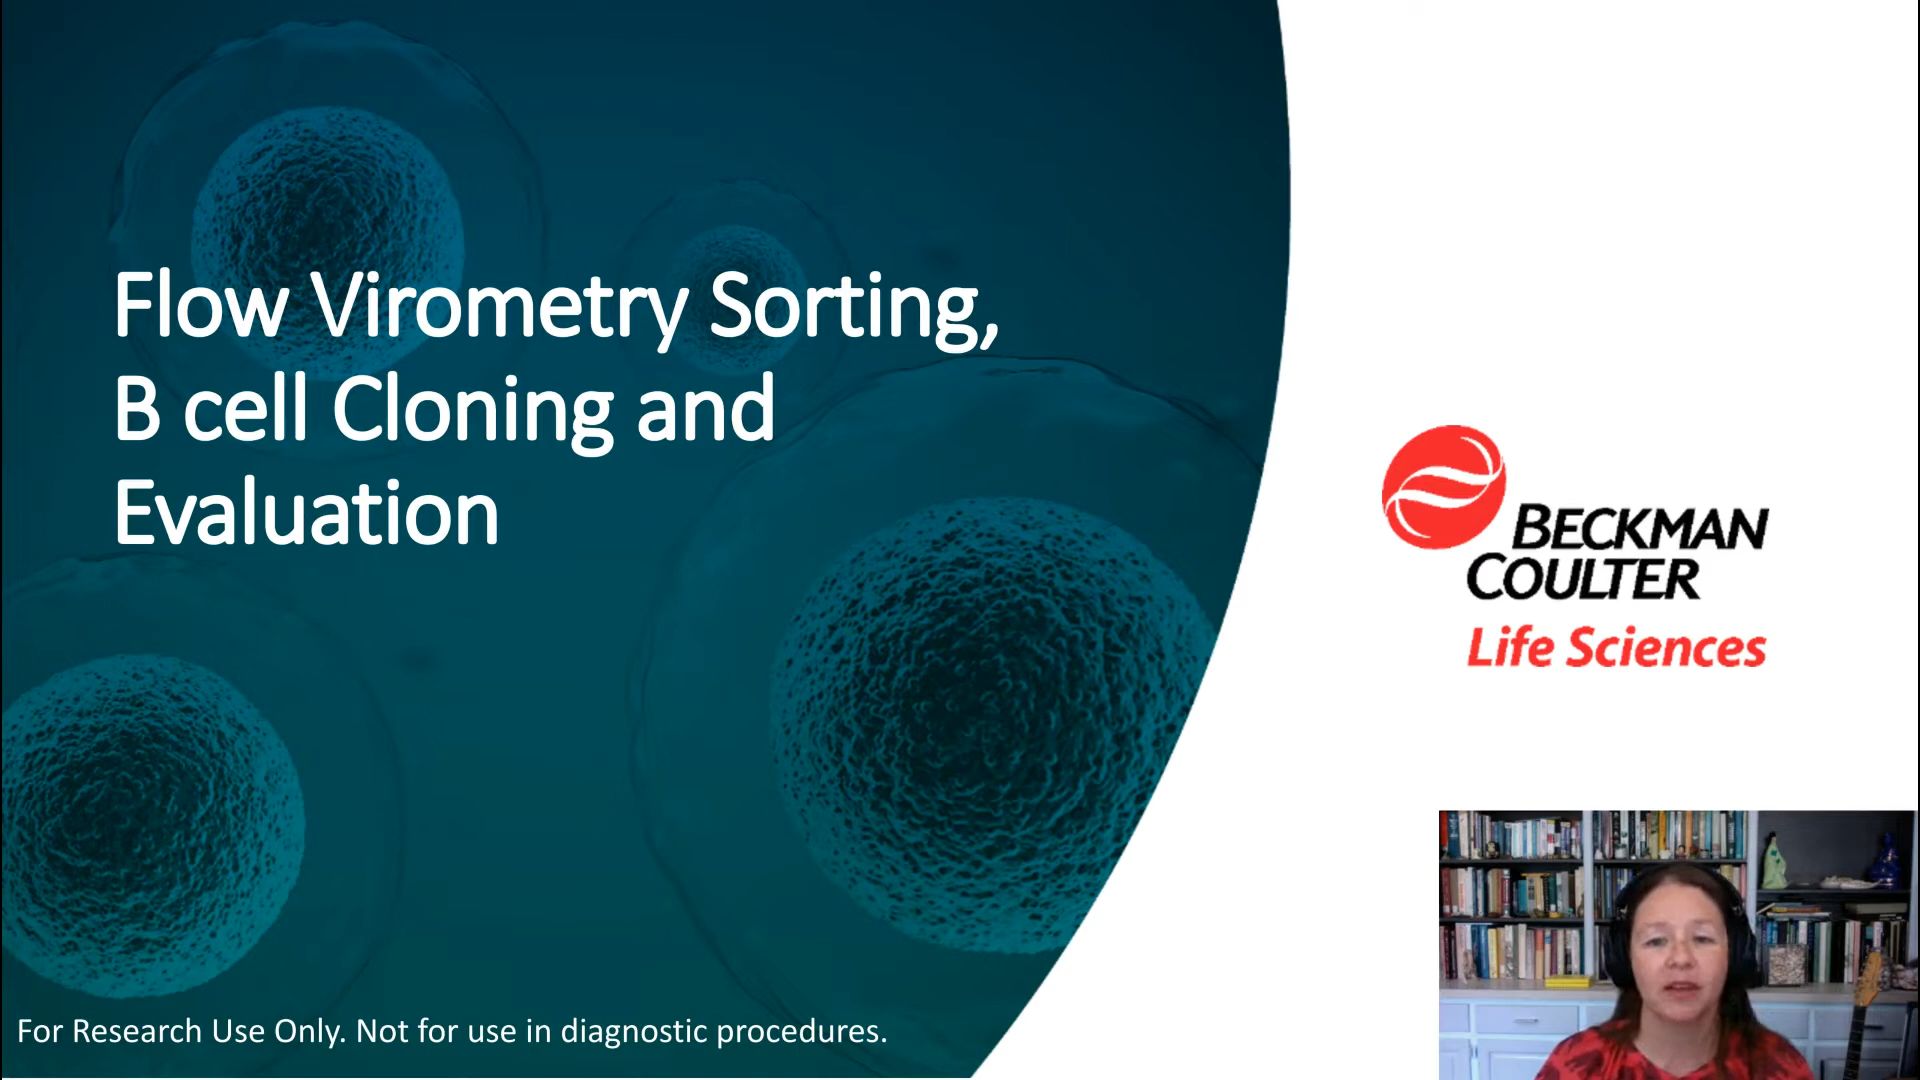 Flow Virometry Sorting,
B cell Cloning and
Evaluation
BECKMAN
COULTER
Life Sciences
For Research Use Only. Not for use in diagnostic procedures.